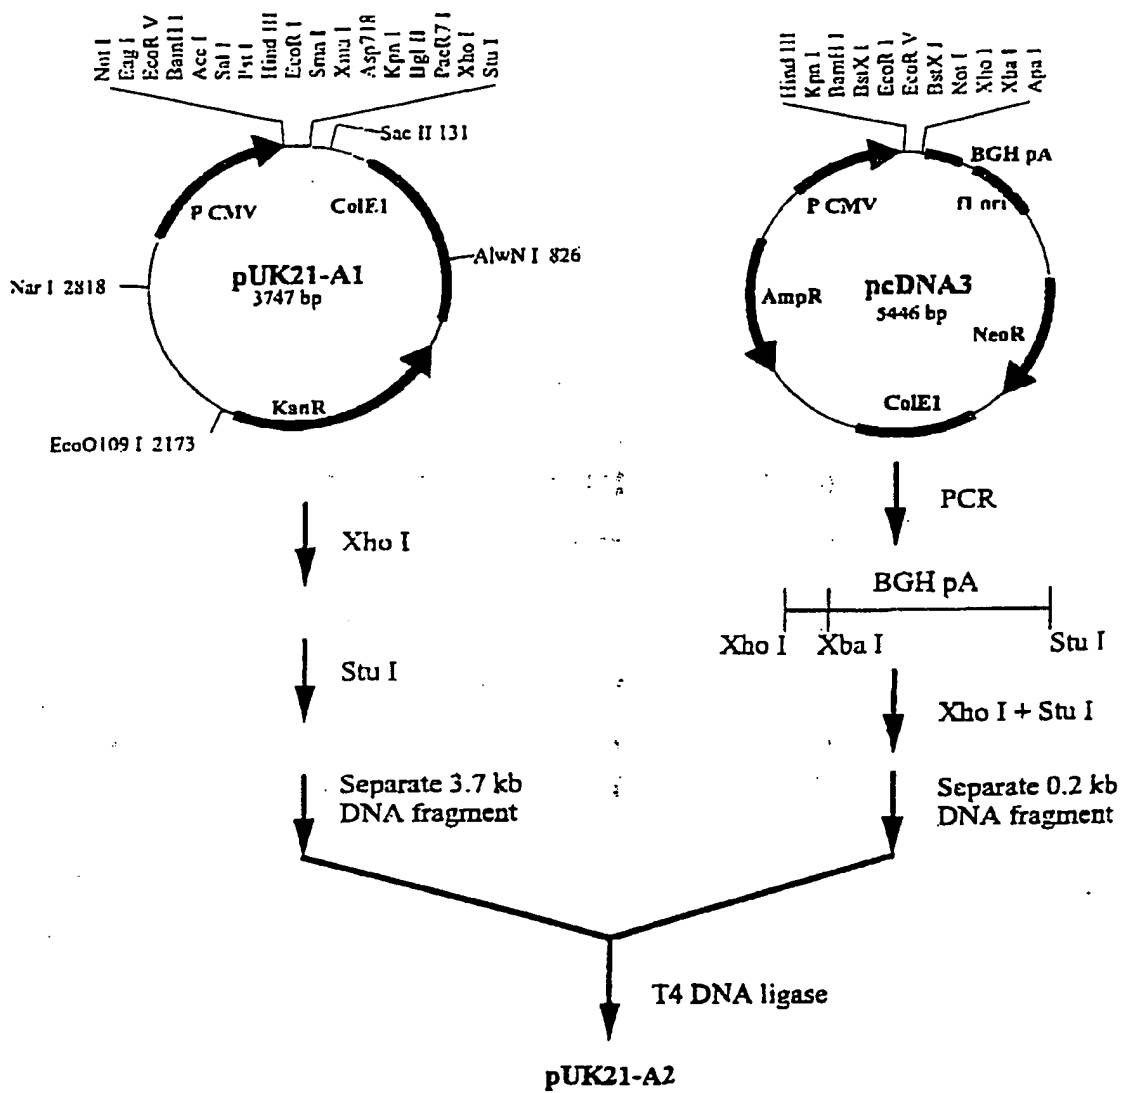 Not I
Eag I
EcoR V
BamH I
Acc I
Sal I
Pst I
Hind III
EcoR I
Sma I
Xma I
Asp718
Kpn I
Bgl II
PaeR7 I
Xho I
Stu I
Sac II 131
P CMV
ColE1
pUK21-A1
3747 bp
AlwN I 826
Nar I 2818
KanR
EcoO109 I 2173
Hind III
Kpn I
BamH I
BstX I
EcoR I
EcoR V
BstX I
Not I
Xho I
Xba I
Apa I
BGH pA
P CMV
f1 ori
AmpR
pcDNA3
5446 bp
NeoR
ColE1
Xho I
Stu I
Separate 3.7 kb
DNA fragment
PCR
BGH pA
Xho I
Xba I
Stu I
Xho I + Stu I
Separate 0.2 kb
DNA fragment
T4 DNA ligase
pUK21-A2